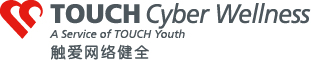 TOUCH Cyber Wellness
A Service of TOUCH Youth
触爱网络健全